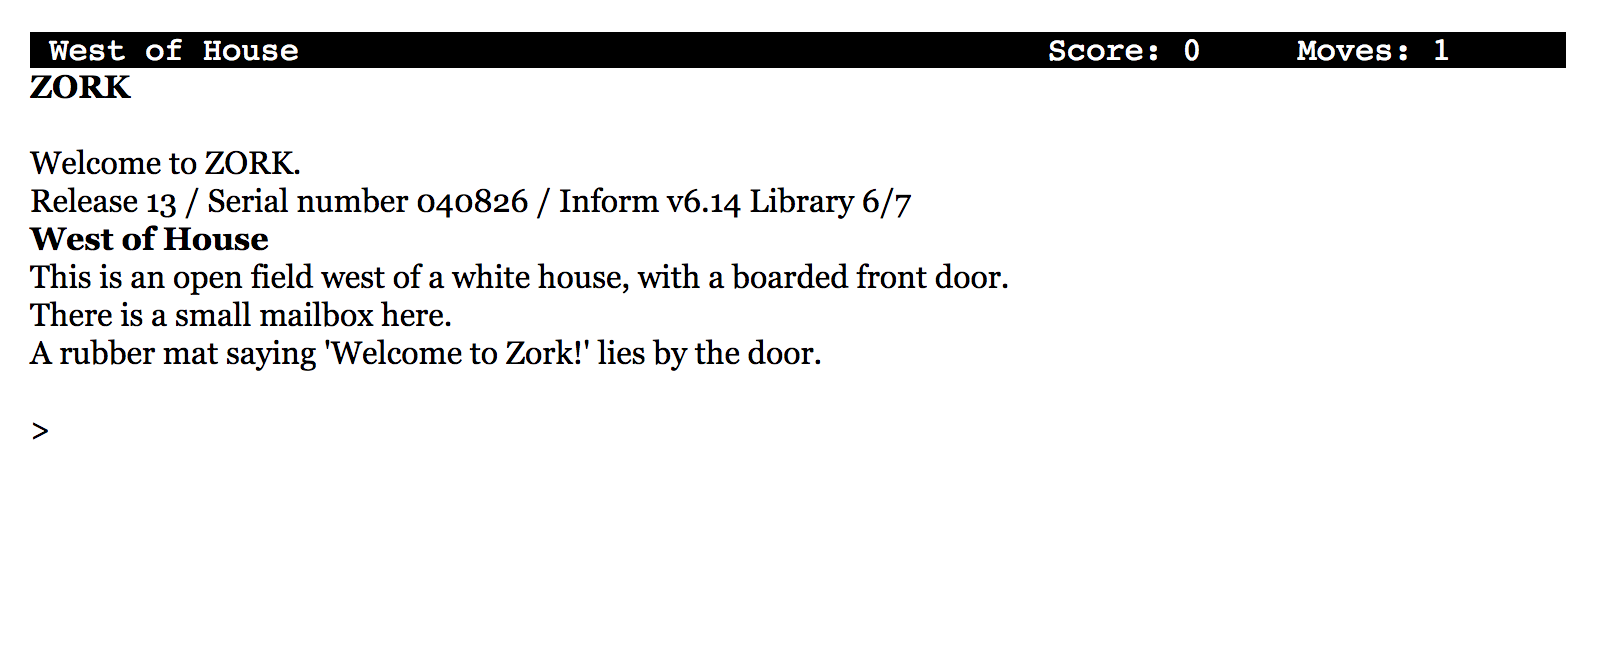 West of House Score: 0 Moves: 1
ZORK
Welcome to ZORK.
Release 13 / Serial number 040826 / Inform v6.14 Library 6/7
West of House
This is an open field west of a white house, with a boarded front door.
There is a small mailbox here.
A rubber mat saying 'Welcome to Zork!' lies by the door.
>